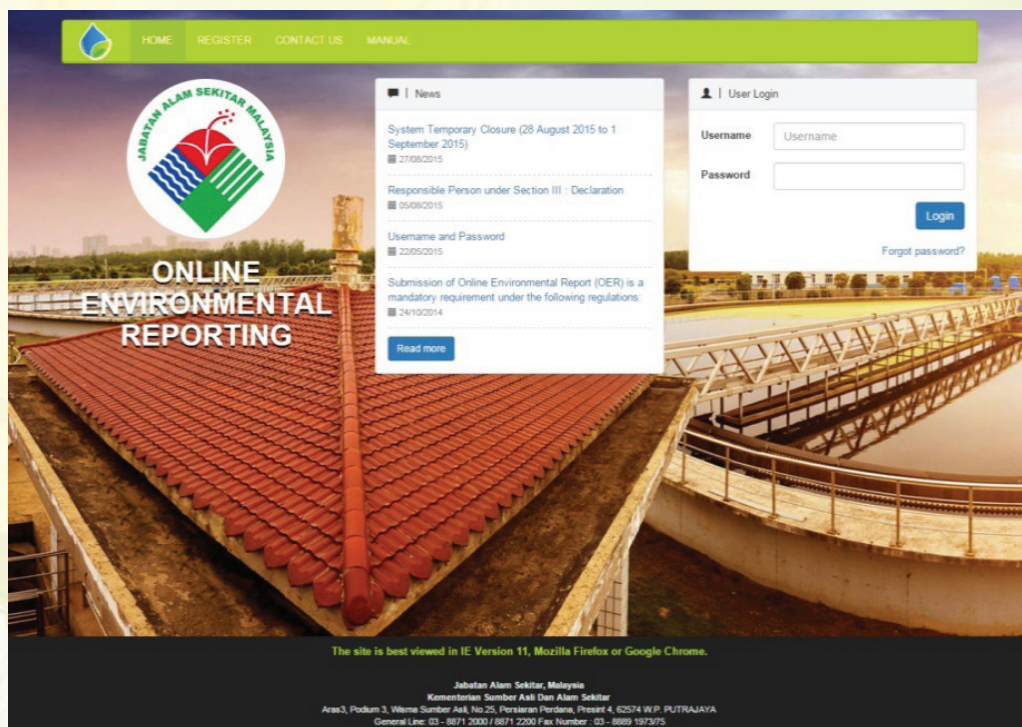 HOME REGISTER CONTACT US MANUAL
JABATAN ALAM SEKITAR MALAYSIA
ONLINE
ENVIRONMENTAL
REPORTING
| News
System Temporary Closure (28 August 2015 to 1
September 2015)
27/08/2015
Responsible Person under Section III : Declaration
05/08/2015
Username and Password
22/05/2015
Submission of Online Environmental Report (OER) is a
mandatory requirement under the following regulations:
24/10/2014
Read more
| User Login
Username Username
Password
Login
Forgot password?
The site is best viewed in IE Version 11, Mozilla Firefox or Google Chrome.
Jabatan Alam Sekitar, Malaysia
Kementerian Sumber Asli Dan Alam Sekitar
Aras3, Podium 3, Wisma Sumber Asli, No.25, Persiaran Perdana, Presint 4, 62574 W.P. PUTRAJAYA
General Line: 03 - 8871 2000 / 8871 2200 Fax Number : 03 - 8889 1973/75